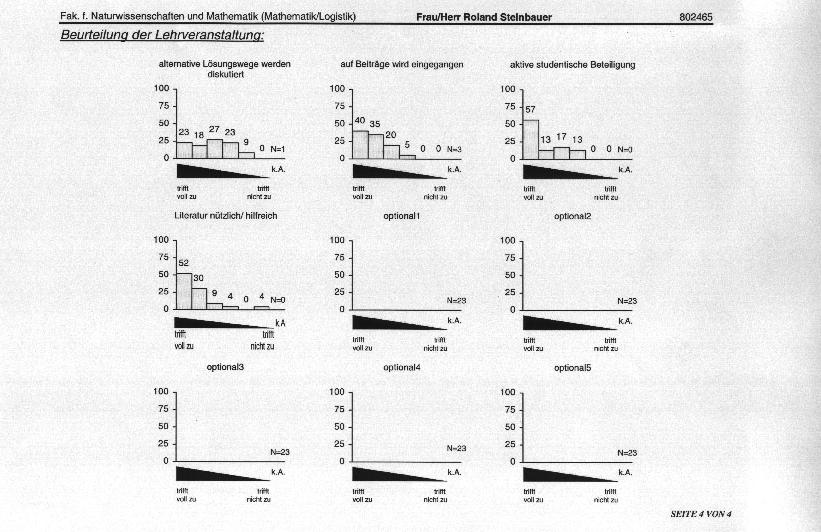 Fak. f. Naturwissenschaften und Mathematik (Mathematik/Logistik) Frau/Herr Roland Steinbauer 802465
Beurteilung der Lehrveranstaltung:
alternative Lösungswege werden diskutiert
100
75
50
25
0
23 18 27 23 9 0 N=1
k.A.
trifft voll zu
trifft nicht zu
auf Beiträge wird eingegangen
100
75
50
25
0
40 35 20 5 0 0 N=3
k.A.
trifft voll zu
trifft nicht zu
aktive studentische Beteiligung
100
75
50
25
0
57 13 17 13 0 0 N=0
k.A.
trifft voll zu
trifft nicht zu
Literatur nützlich/ hilfreich
100
75
50
25
0
52 30 9 4 0 4 N=0
k.A
trifft voll zu
trifft nicht zu
optional1
100
75
50
25
0
N=23
k.A.
trifft voll zu
trifft nicht zu
optional2
100
75
50
25
0
N=23
k.A.
trifft voll zu
trifft nicht zu
optional3
100
75
50
25
0
N=23
k.A.
trifft voll zu
trifft nicht zu
optional4
100
75
50
25
0
N=23
k.A.
trifft voll zu
trifft nicht zu
optional5
100
75
50
25
0
N=23
k.A.
trifft voll zu
trifft nicht zu
SEITE 4 VON 4